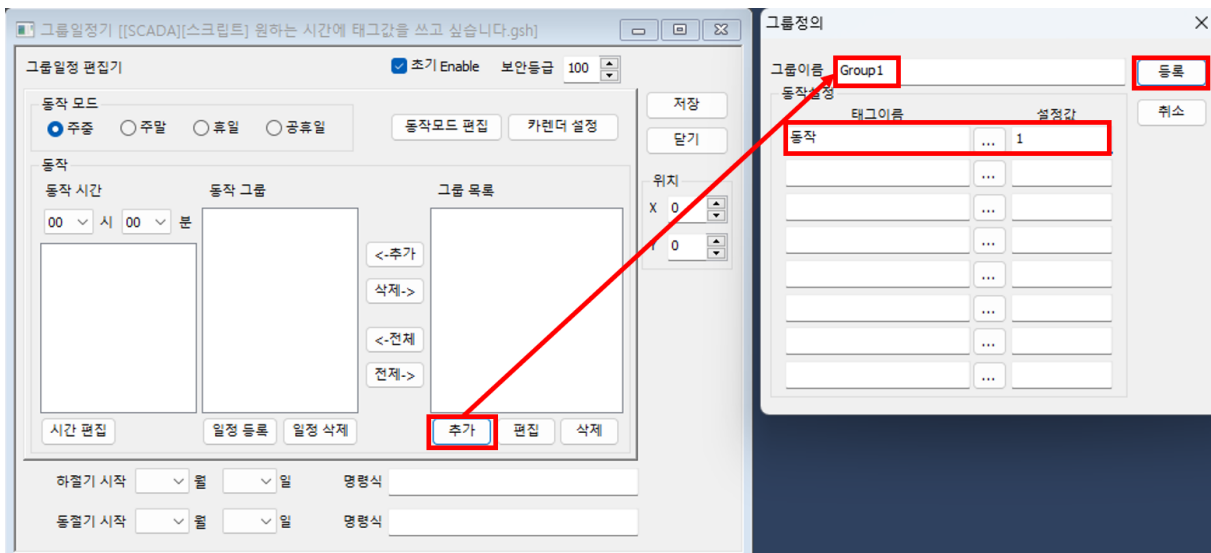 그룹일정기 [[SCADA][스크립트] 원하는 시간에 태그값을 쓰고 싶습니다.gsh]
그룹일정 편집기
초기 Enable
보안등급 100
동작 모드
주중 주말 휴일 공휴일
동작모드 편집 카렌더 설정
저장
닫기
동작
동작 시간 동작 그룹 그룹 목록
00 시 00 분
<-추가
삭제->
<-전체
전제->
위치
X 0
Y 0
시간 편집 일정 등록 일정 삭제 추가 편집 삭제
하절기 시작 월 일 명령식
동절기 시작 월 일 명령식
그룹정의
그룹이름 Group1
등록
취소
동작설정
태그이름 설정값
동작 ... 1
...
...
...
...
...
...
...